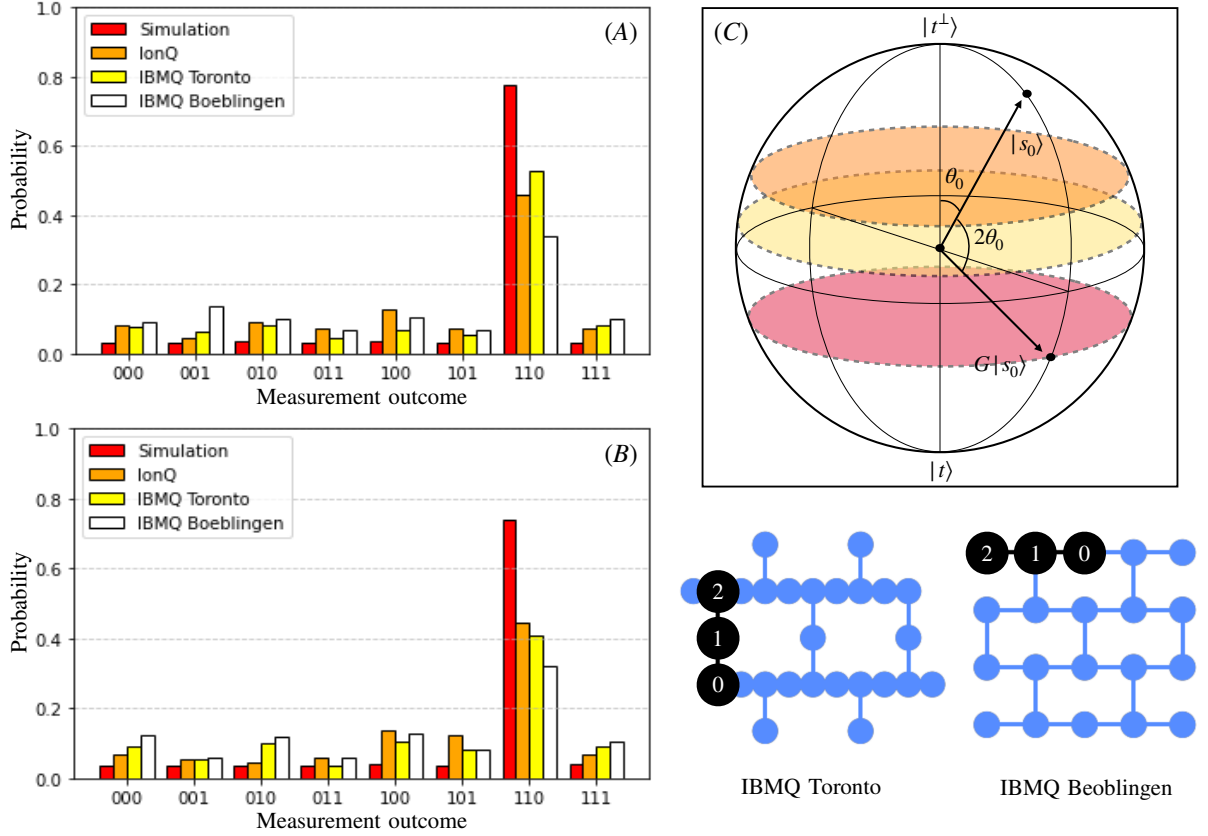 (A)
Simulation
IonQ
IBMQ Toronto
IBMQ Boeblingen
Probability
1.0
0.8
0.6
0.4
0.2
0.0
000 001 010 011 100 101 110 111
Measurement outcome
(B)
Simulation
IonQ
IBMQ Toronto
IBMQ Boeblingen
Probability
1.0
0.8
0.6
0.4
0.2
0.0
000 001 010 011 100 101 110 111
Measurement outcome
(C)
|t⊥⟩
|s₀⟩
θ₀
2θ₀
G|s₀⟩
|t⟩
2
1
0
IBMQ Toronto
2 1 0
IBMQ Beoblingen